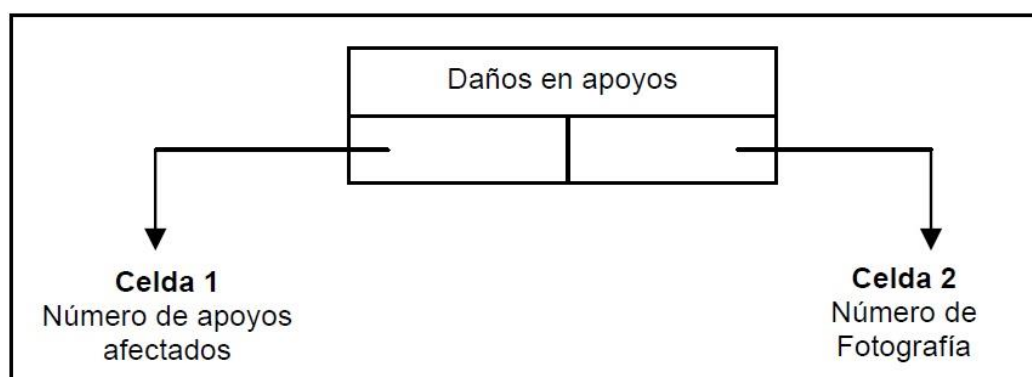 Daños en apoyos
Celda 1
Número de apoyos
afectados
Celda 2
Número de
Fotografía